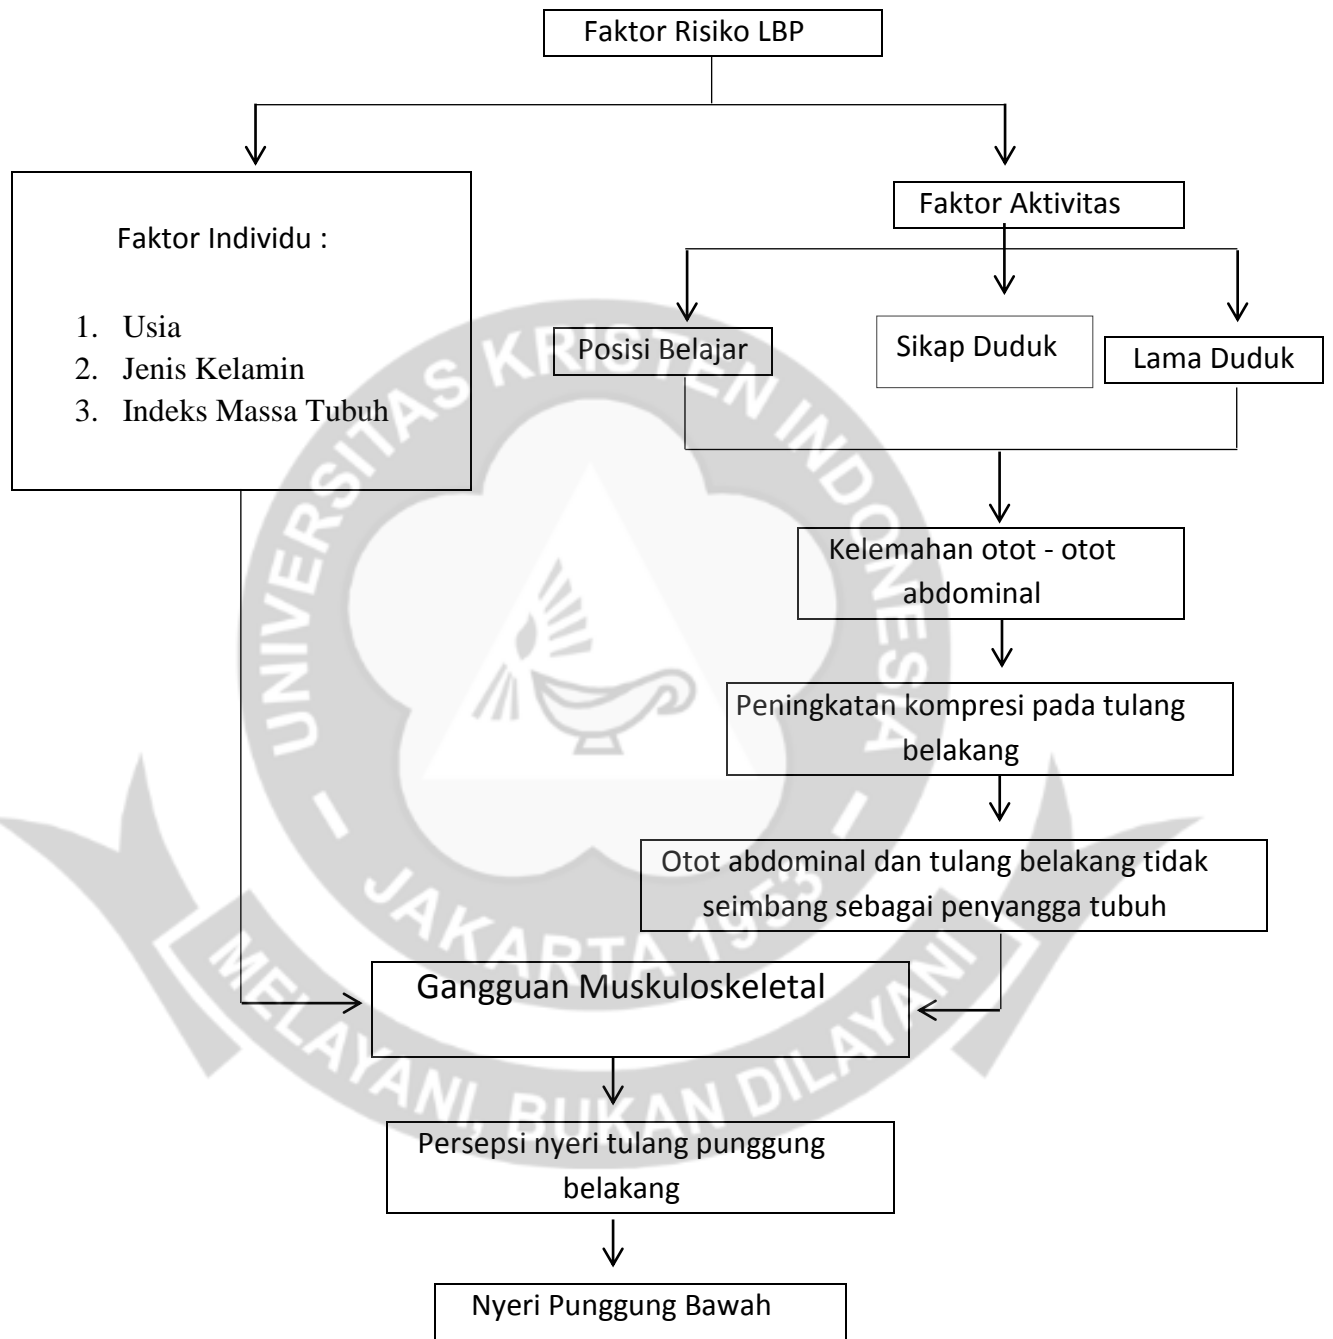 Faktor Risiko LBP
Faktor Individu :
1. Usia
2. Jenis Kelamin
3. Indeks Massa Tubuh
Faktor Aktivitas
Posisi Belajar
Sikap Duduk
Lama Duduk
Kelemahan otot - otot
abdominal
Peningkatan kompresi pada tulang
belakang
Otot abdominal dan tulang belakang tidak
seimbang sebagai penyangga tubuh
Gangguan Muskuloskeletal
Persepsi nyeri tulang punggung
belakang
Nyeri Punggung Bawah
UNIVERSITAS KRISTEN INDONESIA
JAKARTA 1953
MELAYANI, BUKAN DILAYANI